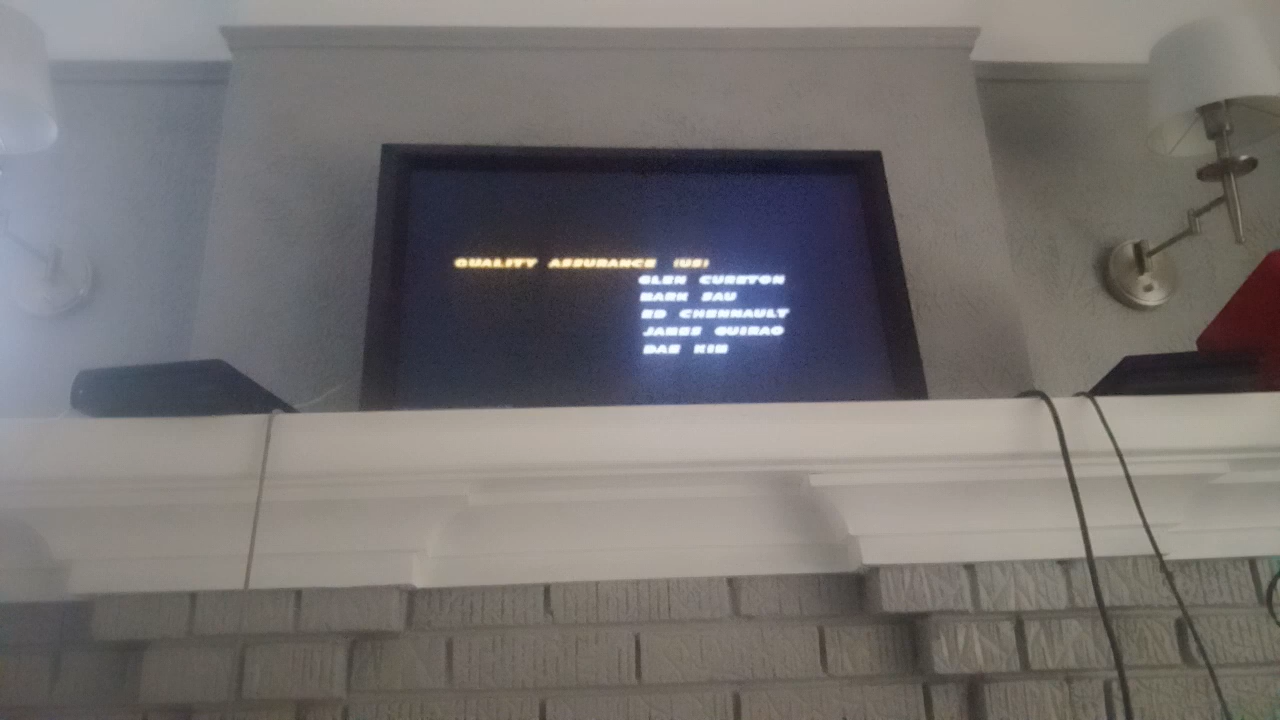 QUALITY ASSURANCE (US)
GLEN CURETON
MARK SAU
ED CHENNAULT
JAMES GUIRAO
DAE KIM